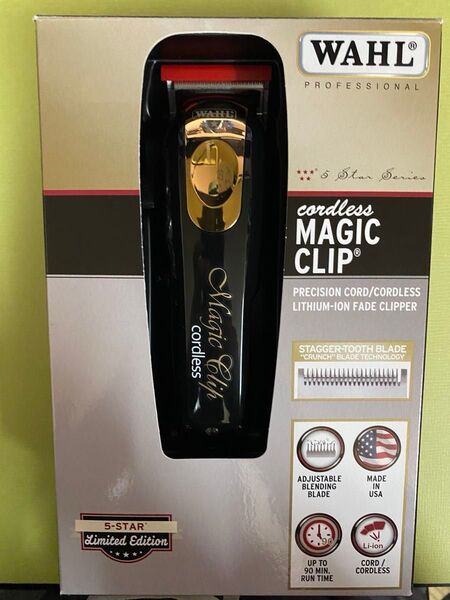 WAHL®
PROFESSIONAL
5 Star Series
cordless
MAGIC
CLIP®
PRECISION CORD/CORDLESS
LITHIUM-ION FADE CLIPPER
STAGGER-TOOTH BLADE
"CRUNCH" BLADE TECHNOLOGY
ADJUSTABLE
BLENDING
BLADE
MADE
IN
USA
90
UP TO
90 MIN.
RUN TIME
Li-ion
CORD /
CORDLESS
WAHL
Magic Clip
cordless
5-STAR
Limited Edition